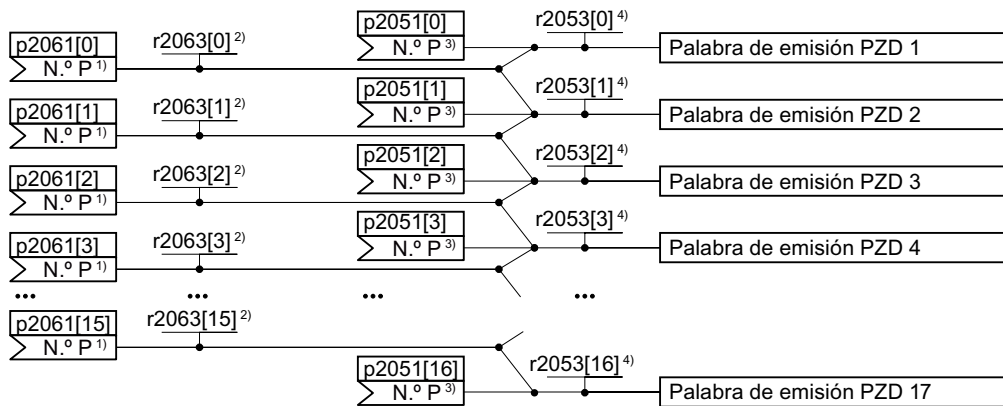 p2051[0] r2053[0] 4)
p2061[0] r2063[0] 2) N.º P 3) Palabra de emisión PZD 1
N.º P 1)
p2051[1] r2053[1] 4)
p2061[1] r2063[1] 2) N.º P 3) Palabra de emisión PZD 2
N.º P 1)
p2051[2] r2053[2] 4)
p2061[2] r2063[2] 2) N.º P 3) Palabra de emisión PZD 3
N.º P 1)
p2051[3] r2053[3] 4)
p2061[3] r2063[3] 2) N.º P 3) Palabra de emisión PZD 4
N.º P 1)
... ... ... ...
p2061[15] r2063[15] 2)
N.º P 1)
p2051[16] r2053[16] 4)
N.º P 3) Palabra de emisión PZD 17